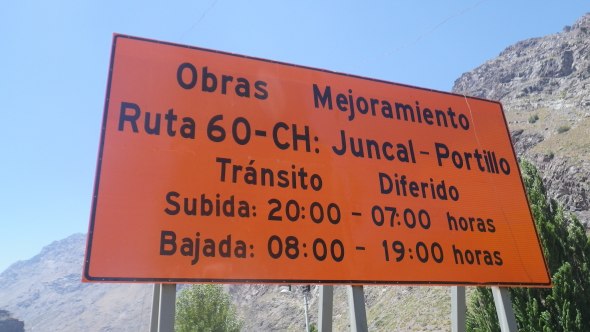 Obras Mejoramiento
Ruta 60-CH: Juncal-Portillo
Tránsito Diferido
Subida: 20:00 - 07:00 horas
Bajada: 08:00 - 19:00 horas